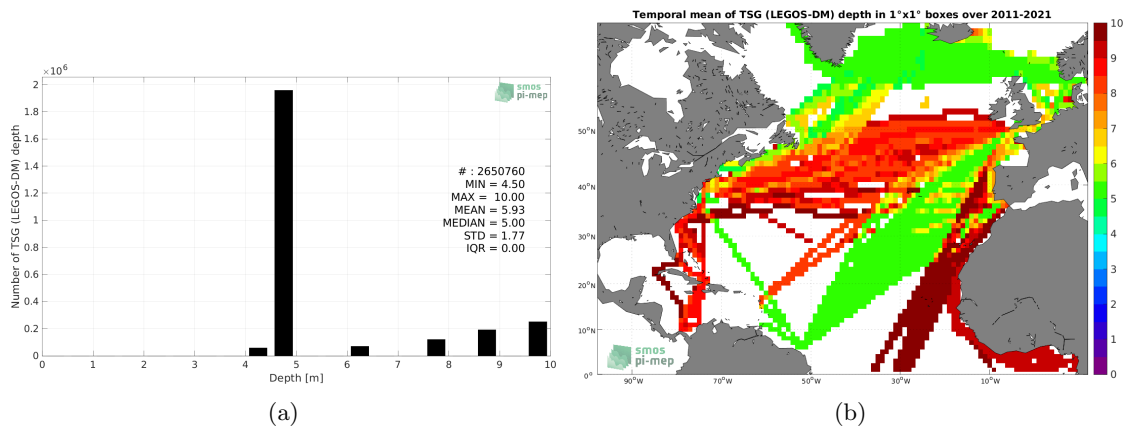 ×10⁶
2
1.8
1.6
1.4
1.2
1
0.8
0.6
0.4
0.2
0
Number of TSG (LEGOS-DM) depth
smos
pi-mep
# : 2650760
MIN = 4.50
MAX = 10.00
MEAN = 5.93
MEDIAN = 5.00
STD = 1.77
IQR = 0.00
0 1 2 3 4 5 6 7 8 9 10
Depth [m]
(a)
Temporal mean of TSG (LEGOS-DM) depth in 1°x1° boxes over 2011-2021
50°N
40°N
30°N
20°N
10°N
0°
90°W 70°W 50°W 30°W 10°W
smos
pi-mep
10
9
8
7
6
5
4
3
2
1
0
(b)